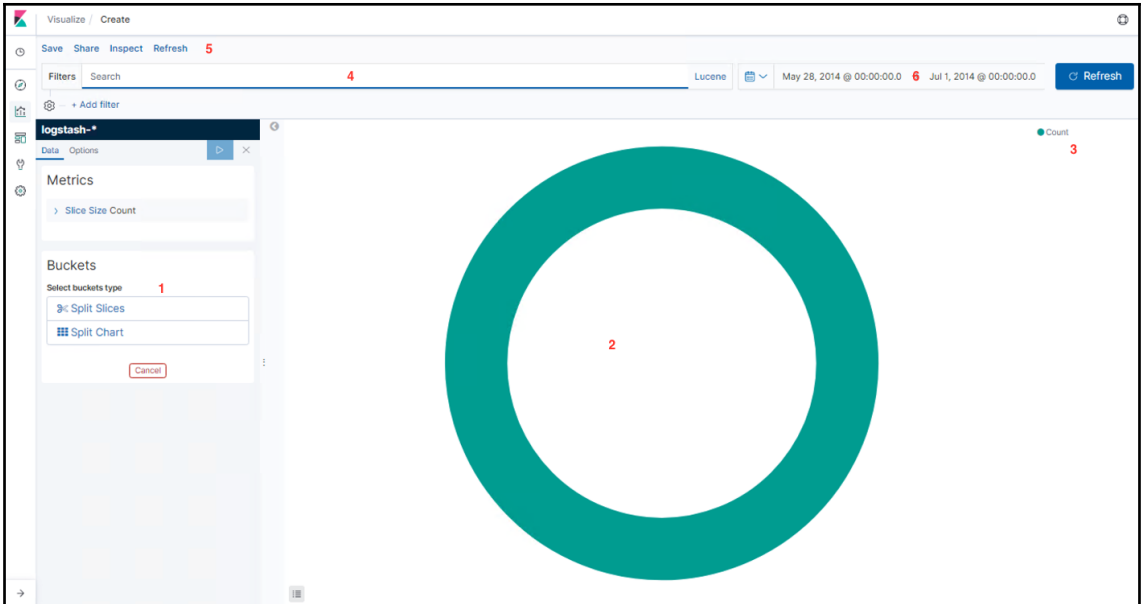 Visualize / Create
Save Share Inspect Refresh 5
Filters Search 4 Lucene May 28, 2014 @ 00:00:00.0 6 Jul 1, 2014 @ 00:00:00.0 Refresh
+ Add filter
logstash-*
Count
Data Options
3
Metrics
> Slice Size Count
Buckets
Select buckets type 1
Split Slices
Split Chart
2
Cancel